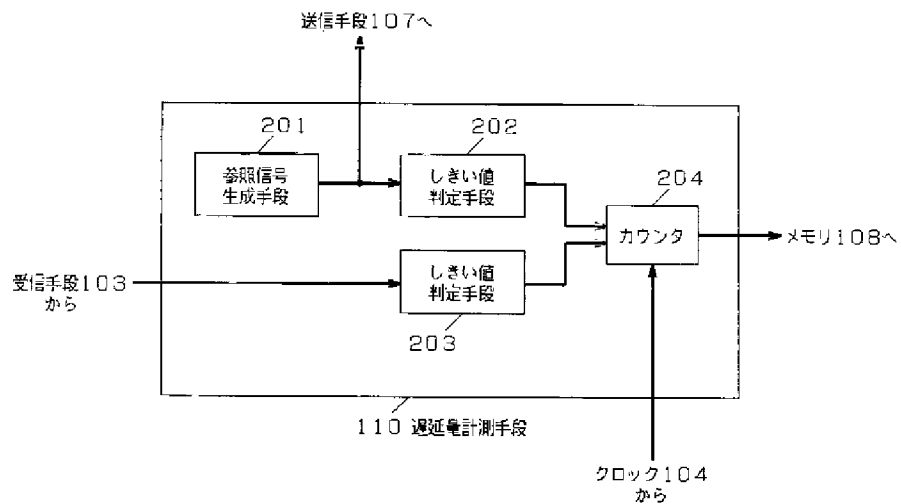 送信手段107へ
201
202
参照信号
生成手段
しきい値
判定手段
204
カウンタ
メモリ108へ
受信手段103
から
しきい値
判定手段
203
110 遅延量計測手段
クロック104
から